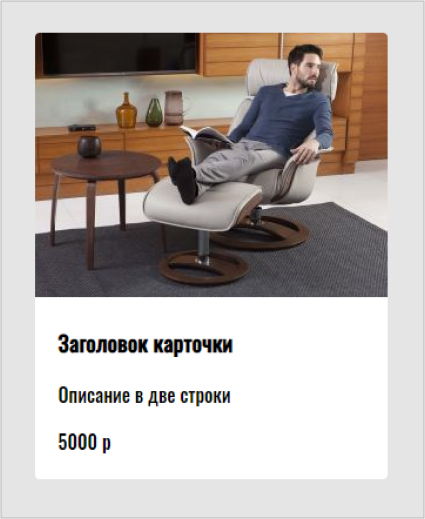 Заголовок карточки
Описание в две строки
5000 р